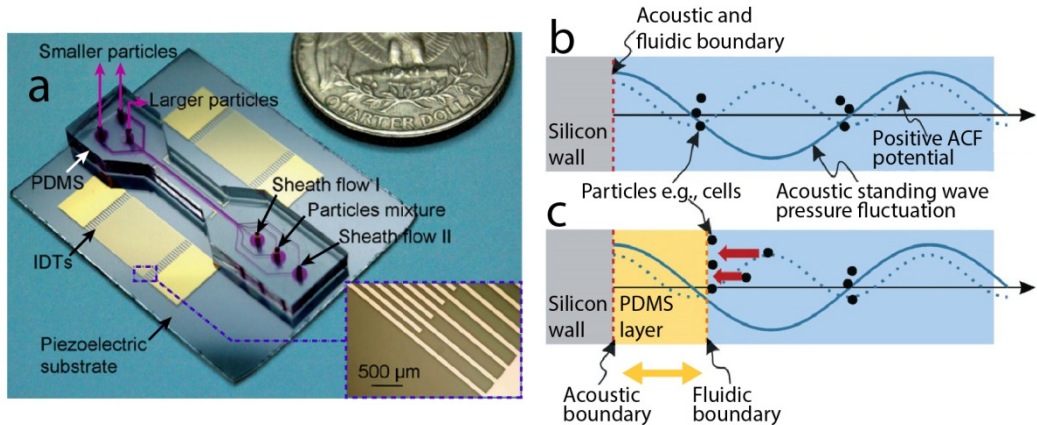 a
Smaller particles
Larger particles
PDMS
IDTs
Piezoelectric
substrate
Sheath flow I
Particles mixture
Sheath flow II
500 μm
QUARTER DOLLAR
b
Acoustic and
fluidic boundary
Silicon
wall
Positive ACF
potential
Particles e.g., cells
Acoustic standing wave
pressure fluctuation
c
Silicon
wall
PDMS
layer
Acoustic
boundary
Fluidic
boundary